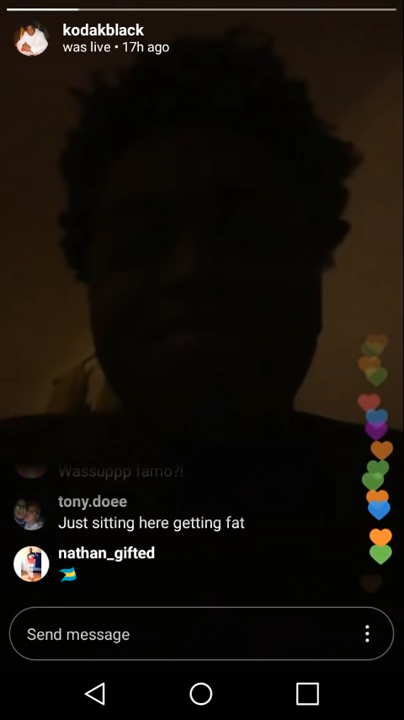 kodakblack
was live • 17h ago
Wassuppp famo?!
tony.doee
Just sitting here getting fat
nathan_gifted
🇧🇸
Send message